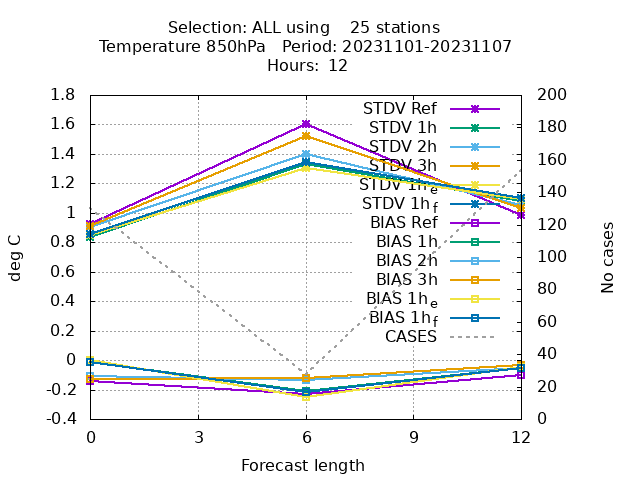 Selection: ALL using    25 stations
Temperature 850hPa   Period: 20231101-20231107
Hours:  12
1.8
1.6
1.4
1.2
1
0.8
0.6
0.4
0.2
0
-0.2
-0.4
deg C
STDV Ref
STDV 1h
STDV 2h
STDV 3h
STDV 1he
STDV 1hf
BIAS Ref
BIAS 1h
BIAS 2h
BIAS 3h
BIAS 1he
BIAS 1hf
CASES
200
180
160
140
120
100
80
60
40
20
0
No cases
0 3 6 9 12
Forecast length